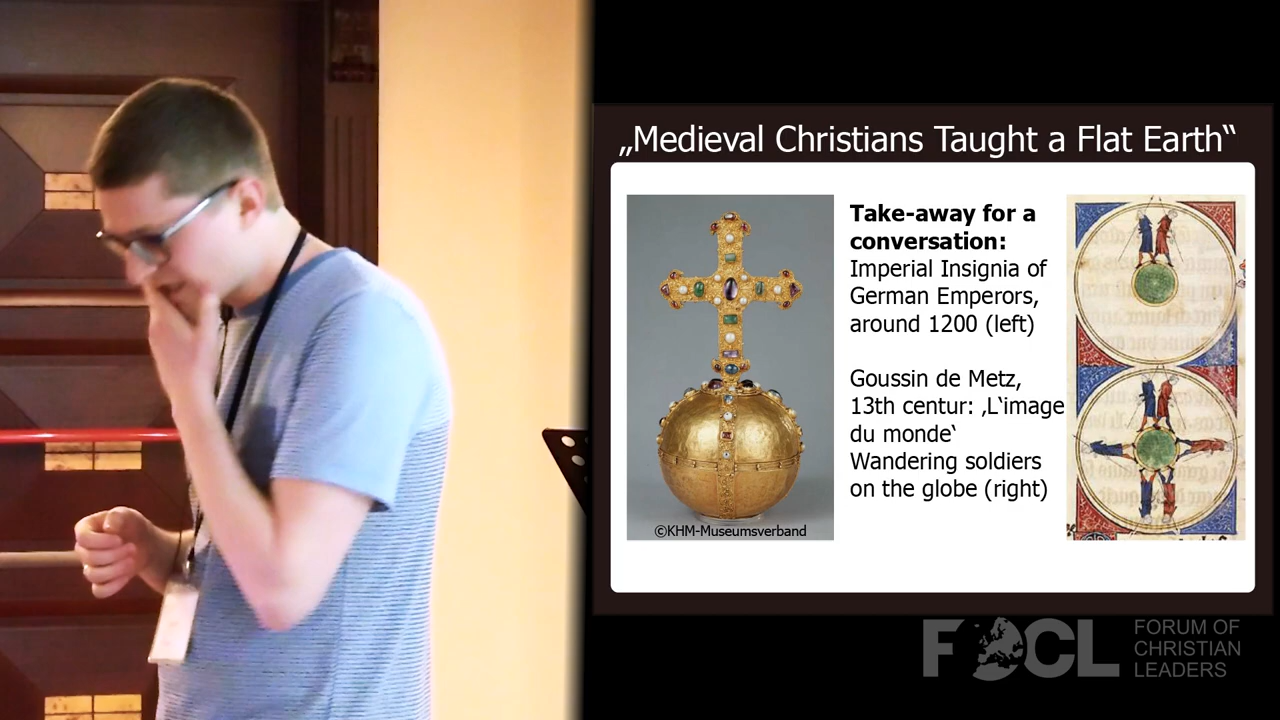 „Medieval Christians Taught a Flat Earth“
Take-away for a
conversation:
Imperial Insignia of
German Emperors,
around 1200 (left)
Goussin de Metz,
13th centur: ‚L‘image
du monde‘
Wandering soldiers
on the globe (right)
©KHM-Museumsverband
FOCL
FORUM OF
CHRISTIAN
LEADERS